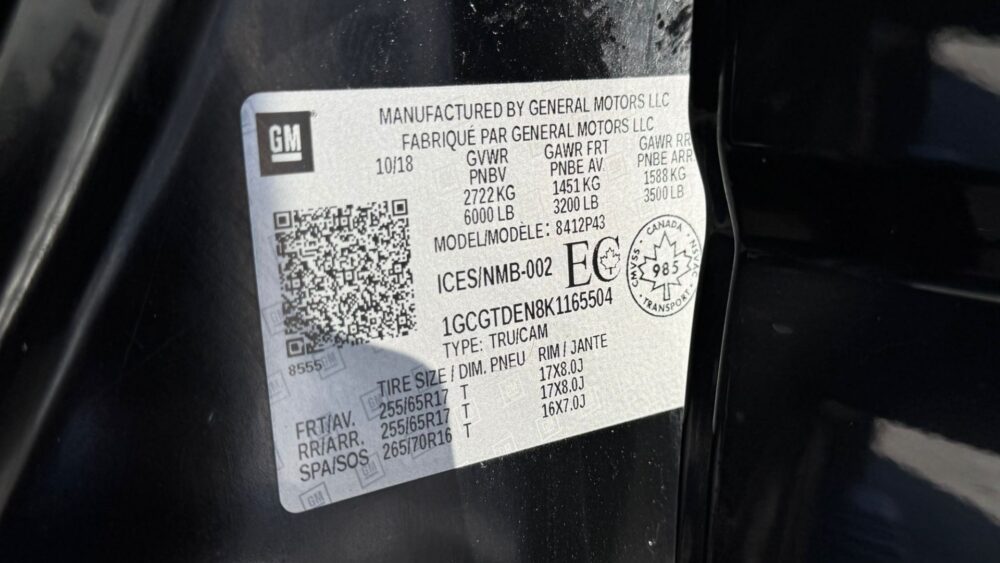 GM
MANUFACTURED BY GENERAL MOTORS LLC
FABRIQUÉ PAR GENERAL MOTORS LLC
10/18 GVWR GAWR FRT GAWR RR
PNBV PNBE AV. PNBE ARR
2722 KG 1451 KG 1588 KG
6000 LB 3200 LB 3500 LB
MODEL/MODÈLE: 8412P43
ICES/NMB-002 EC
CANADA
CMVSS 985 NSVAC
TRANSPORT
1GCGTDEN8K1165504
TYPE: TRU/CAM
8555
TIRE SIZE / DIM. PNEU RIM / JANTE
FRT/AV. 255/65R17 T 17X8.0J
RR/ARR. 255/65R17 T 17X8.0J
SPA/SOS 265/70R16 T 16X7.0J
GM